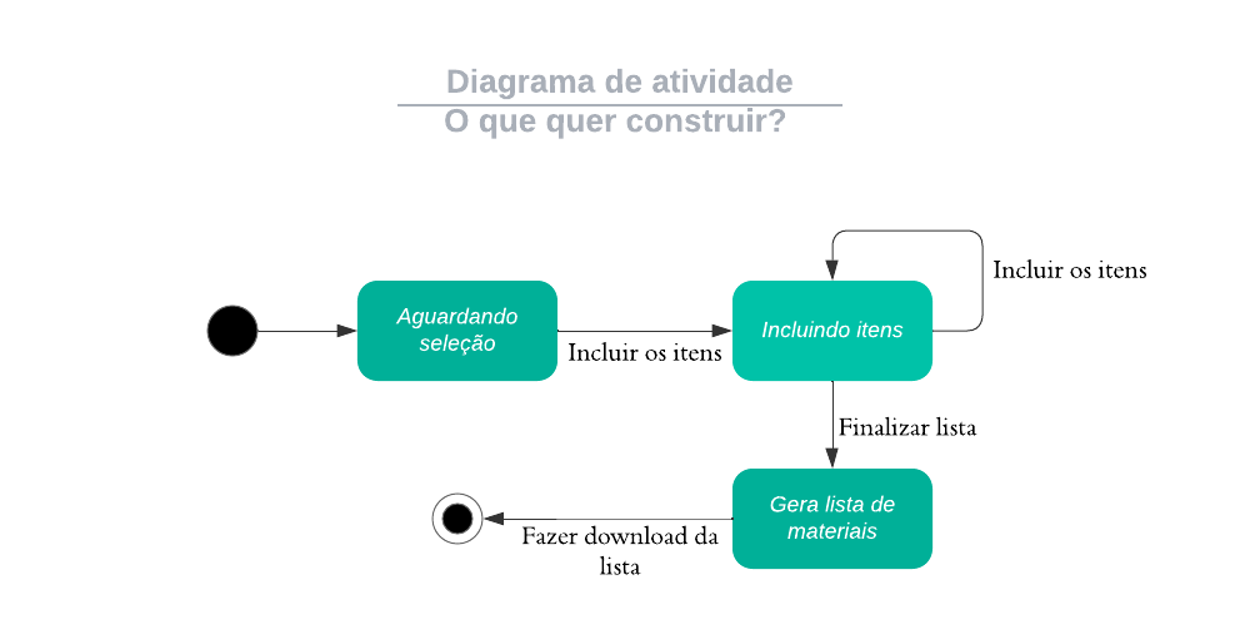 Diagrama de atividade
O que quer construir?
Incluir os itens
Aguardando
seleção
Incluir os itens
Incluindo itens
Finalizar lista
Gera lista de
materiais
Fazer download da
lista